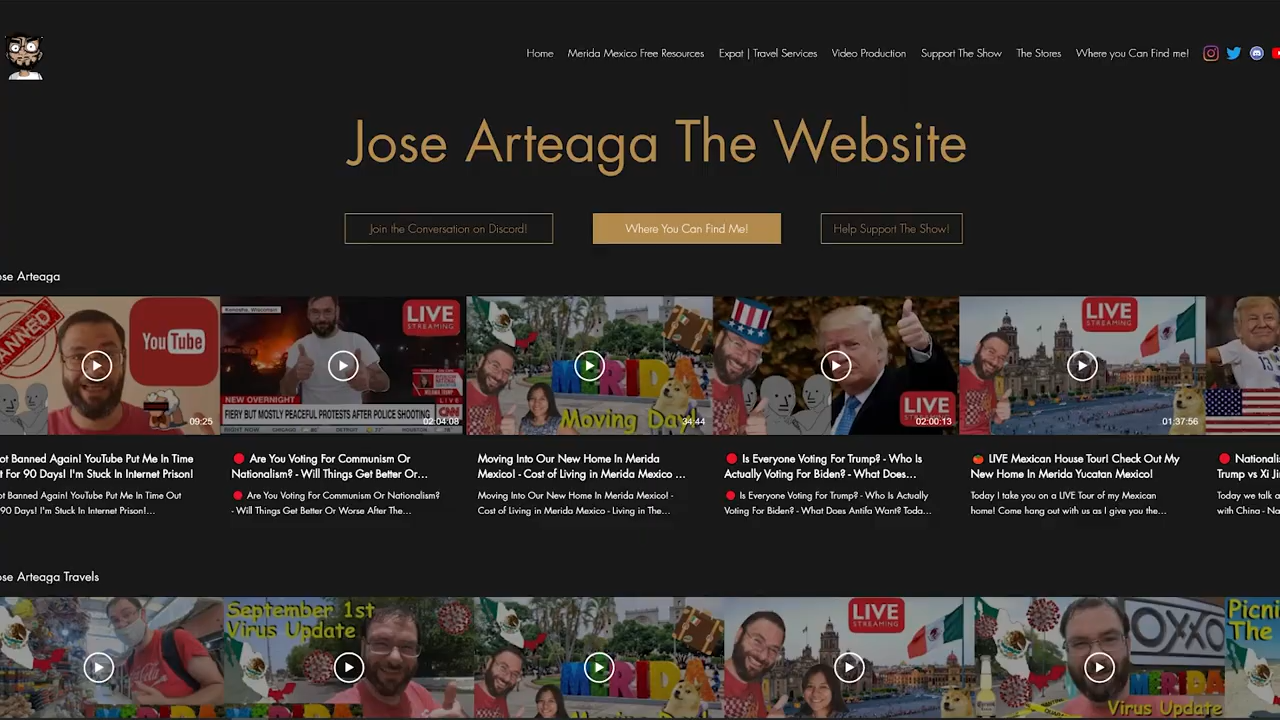 Home Merida Mexico Free Resources Expat | Travel Services Video Production Support The Show The Stores Where you Can Find me!
Jose Arteaga The Website
Join the Conversation on Discord! Where You Can Find Me! Help Support The Show!
ose Arteaga
ANNED
YouTube
09:25
Kenosha, Wisconsin
LIVE
STREAMING
NEW OVERNIGHT
LIVE
FIERY BUT MOSTLY PEACEFUL PROTESTS AFTER POLICE SHOOTING
CNN
RIGHT NOW
02:04:08
MERIDA
Moving Day!
34:44
LIVE
STREAMING
02:00:13
LIVE
STREAMING
01:37:56
ot Banned Again! YouTube Put Me In Time
t For 90 Days! I'm Stuck In Internet Prison!
ot Banned Again! YouTube Put Me In Time Out
90 Days! I'm Stuck In Internet Prison!...
Are You Voting For Communism Or
Nationalism? - Will Things Get Better Or...
Are You Voting For Communism Or Nationalism?
- Will Things Get Better Or Worse After The...
Moving Into Our New Home In Merida
Mexico! - Cost of Living in Merida Mexico ...
Moving Into Our New Home In Merida Mexico! -
Cost of Living in Merida Mexico - Living in The...
Is Everyone Voting For Trump? - Who Is
Actually Voting For Biden? - What Does...
Is Everyone Voting For Trump? - Who Is Actually
Voting For Biden? - What Does Antifa Want? Toda...
LIVE Mexican House Tour! Check Out My
New Home In Merida Yucatan Mexico!
Today I take you on a LIVE Tour of my Mexican
home! Come hang out with us as I give you the...
Nationalis
Trump vs Xi Ji
Today we talk a
with China - Na
ose Arteaga Travels
September 1st
Virus Update
MERIDA
LIVE
STREAMING
OXXO
Virus Update
Picni
The